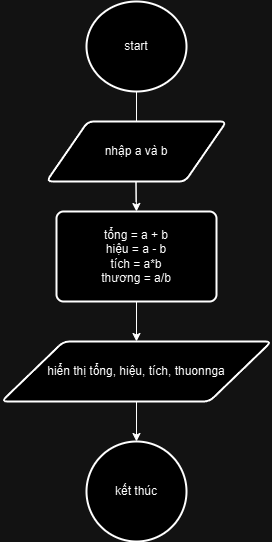 start
nhập a và b
tổng = a + b
hiệu = a - b
tích = a*b
thương = a/b
hiển thị tổng, hiệu, tích, thuonnga
kết thúc